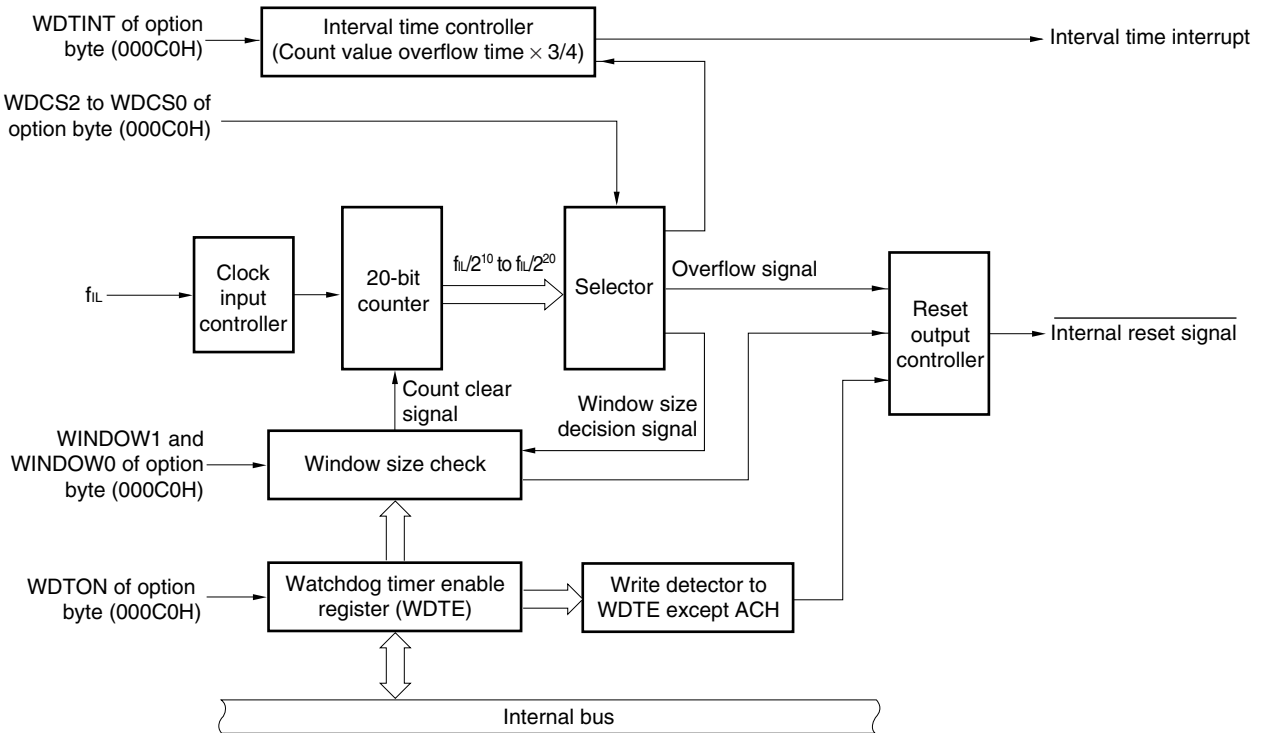 WDTINT of option
byte (000C0H)
Interval time controller
(Count value overflow time × 3/4)
Interval time interrupt
WDCS2 to WDCS0 of
option byte (000C0H)
fIL
Clock
input
controller
20-bit
counter
fIL/2^10 to fIL/2^20
Selector
Overflow signal
Reset
output
controller
Internal reset signal
Count clear
signal
Window size
decision signal
WINDOW1 and
WINDOW0 of option
byte (000C0H)
Window size check
WDTON of option
byte (000C0H)
Watchdog timer enable
register (WDTE)
Write detector to
WDTE except ACH
Internal bus